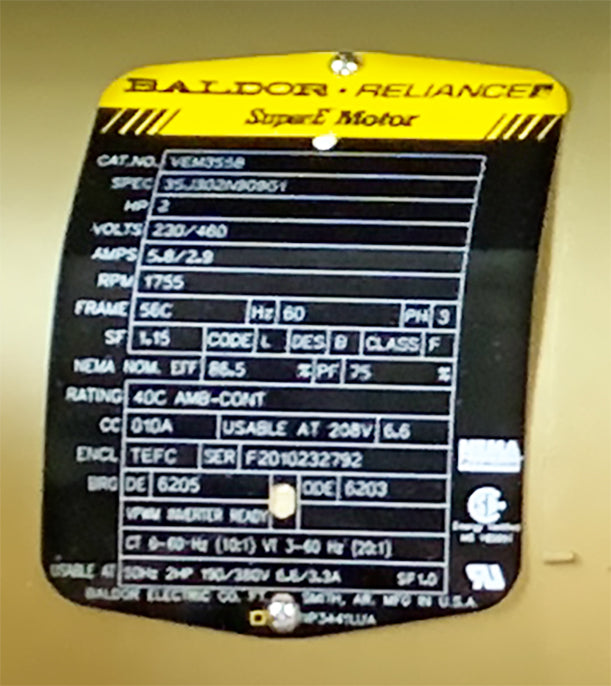 BALDOR · RELIANCE
SuperE Motor
CAT.NO. VEM3558
SPEC 35J302N909G1
HP 2
VOLTS 230/460
AMPS 5.8/2.9
RPM 1755
FRAME 56C Hz 60 PH 3
SF 1.15 CODE L DES B CLASS F
NEMA NOM. EFF 86.5 % PF 75 %
RATING 40C AMB-CONT
CC 010A USABLE AT 208V 6.6
ENCL TEFC SER F2010232792
BRG DE 6205 ODE 6203
VPWM INVERTER READY
CT 6-60 Hz (10:1) VT 3-60 Hz (20:1)
USABLE AT 50Hz 2HP 190/380V 6.6/3.3A SF1.0
BALDOR ELECTRIC CO. FT. SMITH, AR. MFG IN U.S.A.
NP3441LUA
NEMA